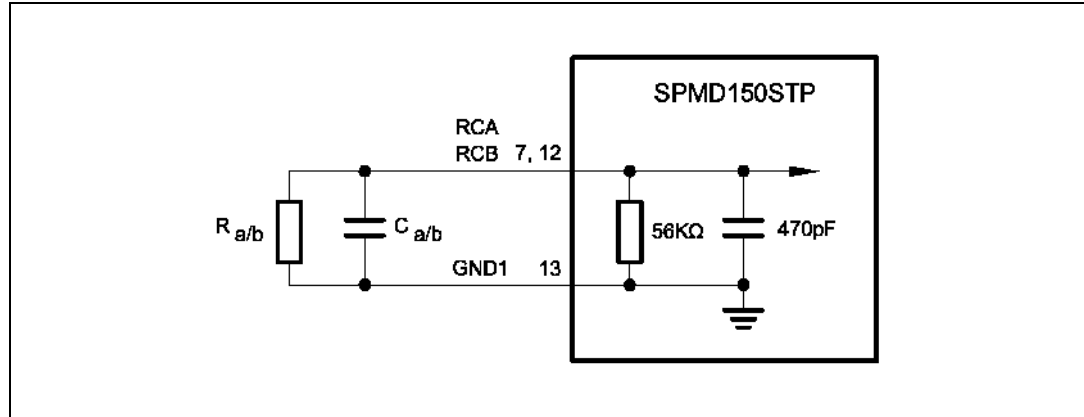 SPMD150STP
RCA
RCB 7, 12
R a/b
C a/b
56KΩ
470pF
GND1 13